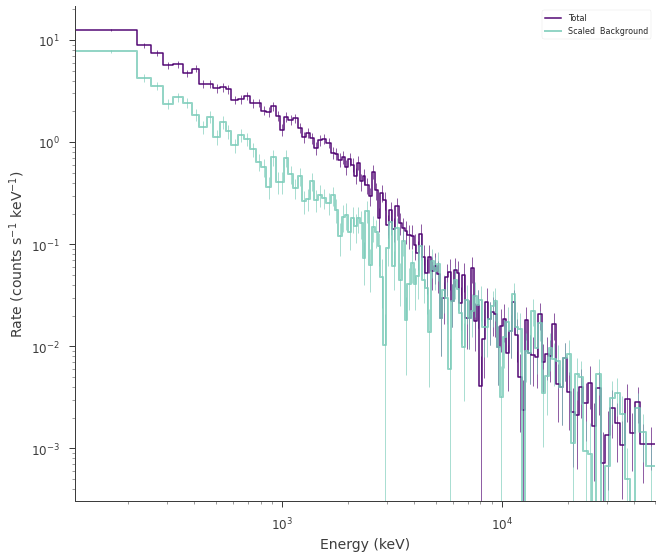 Total
Scaled Background
Rate (counts s⁻¹ keV⁻¹)
10¹
10⁰
10⁻¹
10⁻²
10⁻³
10³
10⁴
Energy (keV)